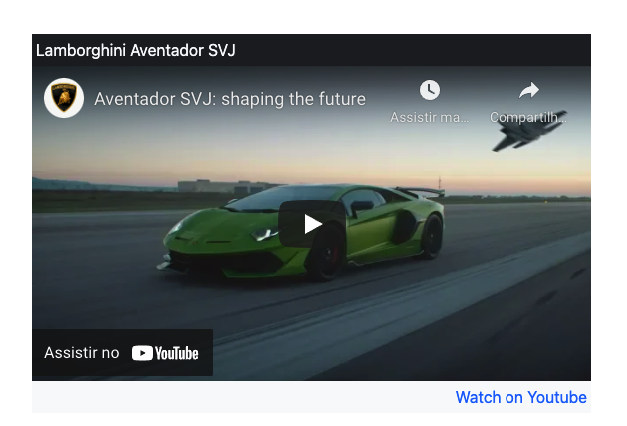 Lamborghini Aventador SVJ
Aventador SVJ: shaping the future
Assistir ma...
Compartilh...
Assistir no YouTube
Watch on Youtube